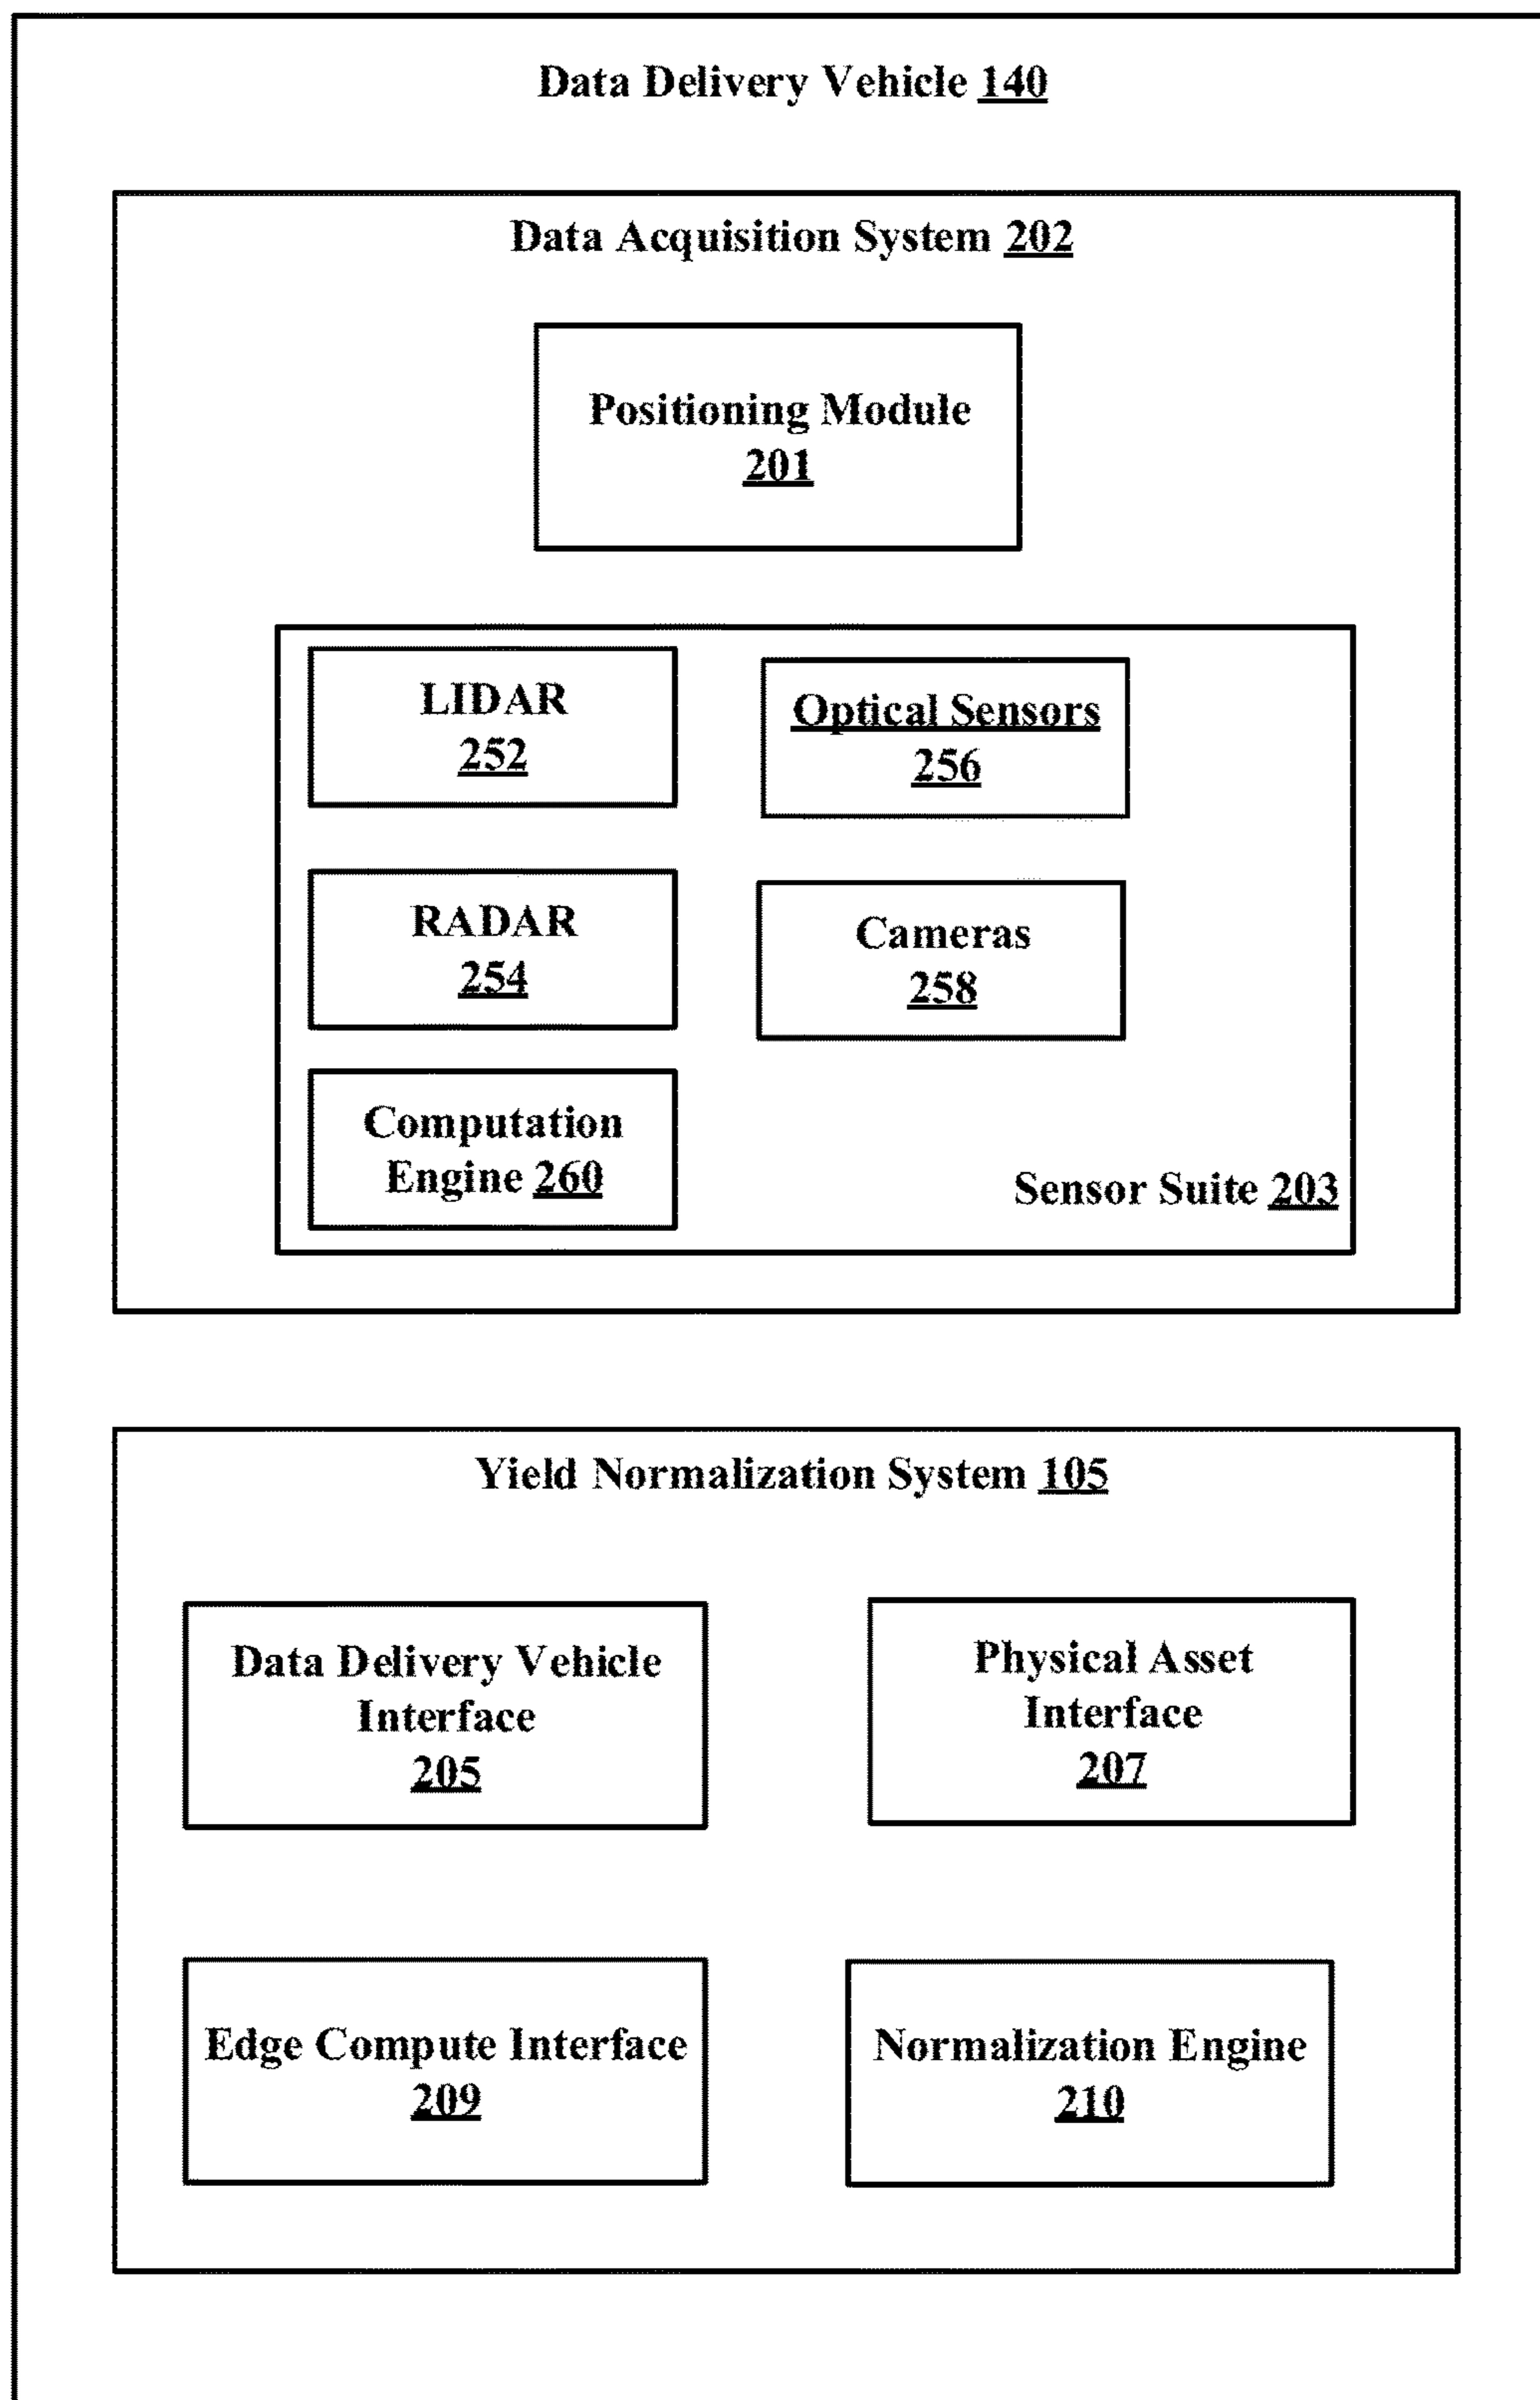 Data Delivery Vehicle 140
Data Acquisition System 202
Positioning Module
201
LIDAR
252
Optical Sensors
256
RADAR
254
Cameras
258
Computation
Engine 260
Sensor Suite 203
Yield Normalization System 105
Data Delivery Vehicle
Interface
205
Physical Asset
Interface
207
Edge Compute Interface
209
Normalization Engine
210